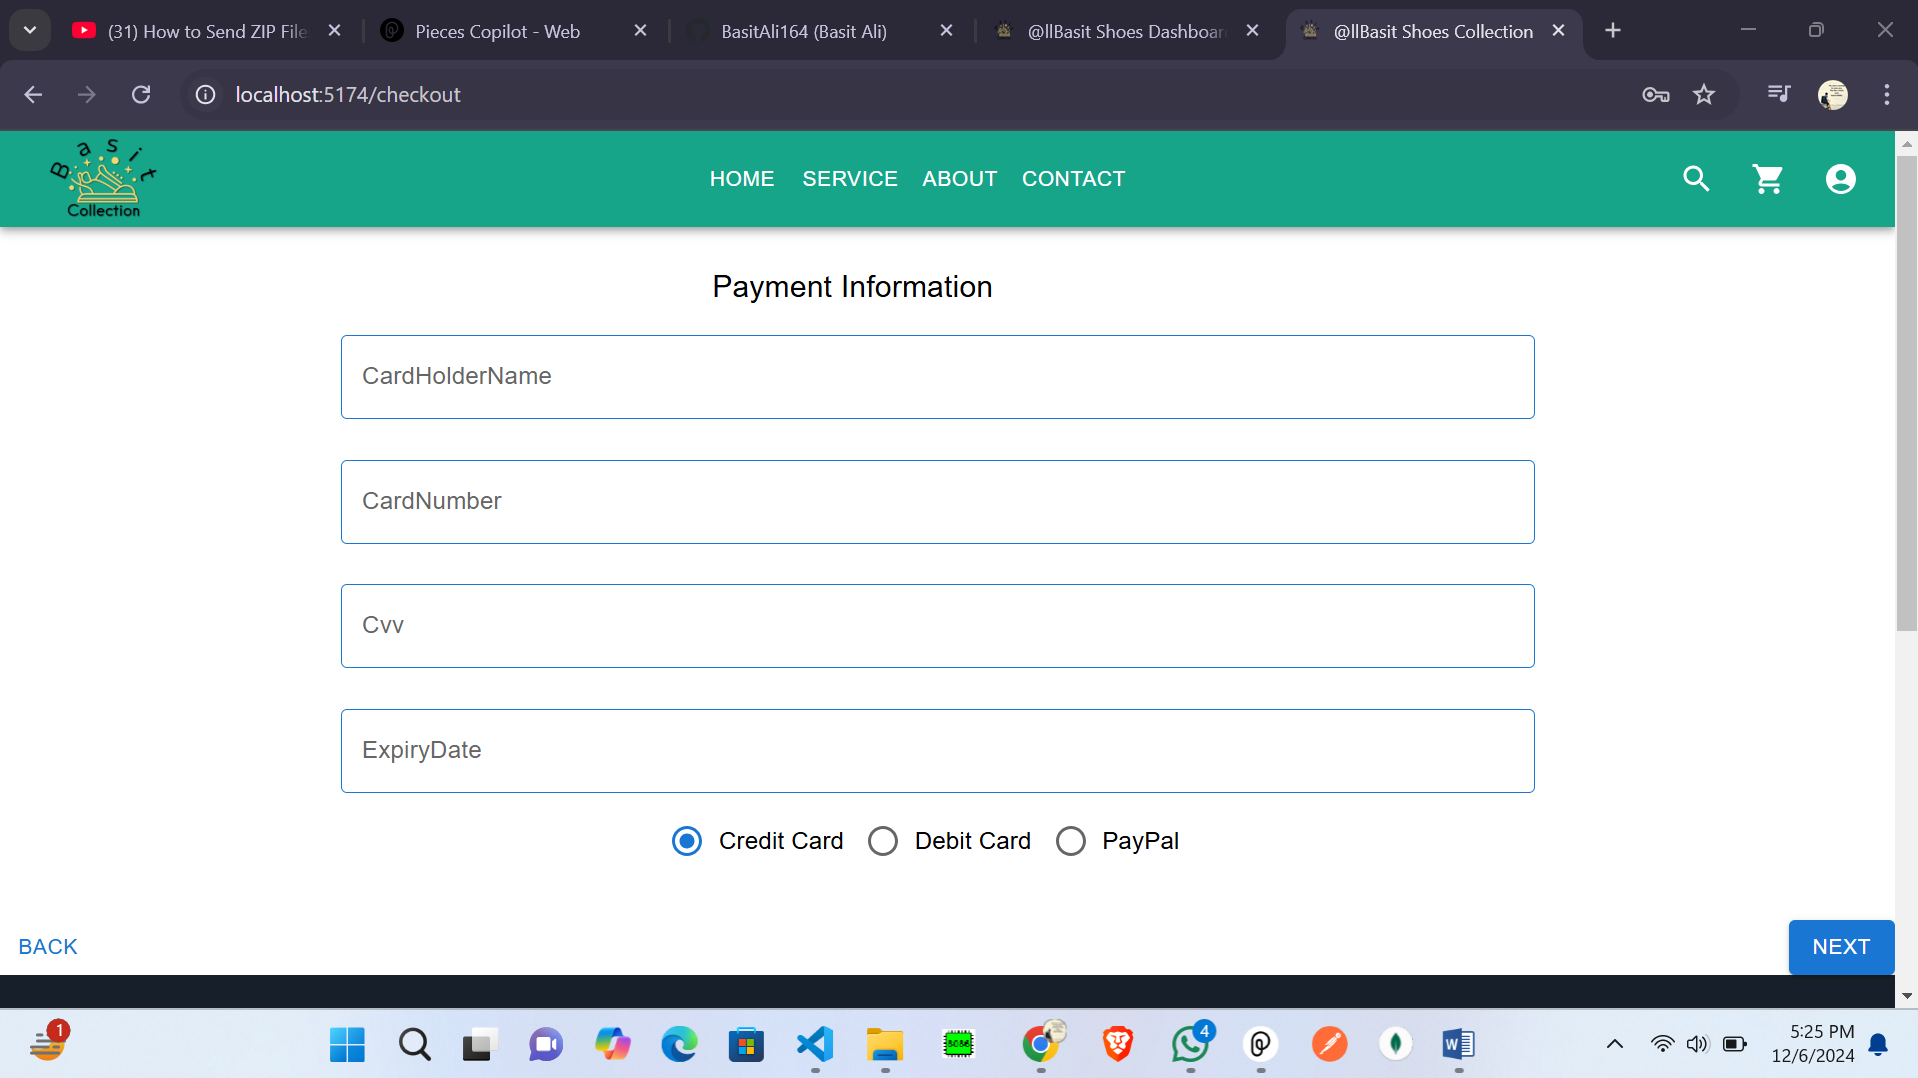 (31) How to Send ZIP File
Pieces Copilot - Web
BasitAli164 (Basit Ali)
@llBasit Shoes Dashboar
@llBasit Shoes Collection
localhost:5174/checkout
Basit
Collection
HOME SERVICE ABOUT CONTACT
Payment Information
CardHolderName
CardNumber
Cvv
ExpiryDate
Credit Card Debit Card PayPal
BACK
NEXT
1
8086
4
W
5:25 PM
12/6/2024